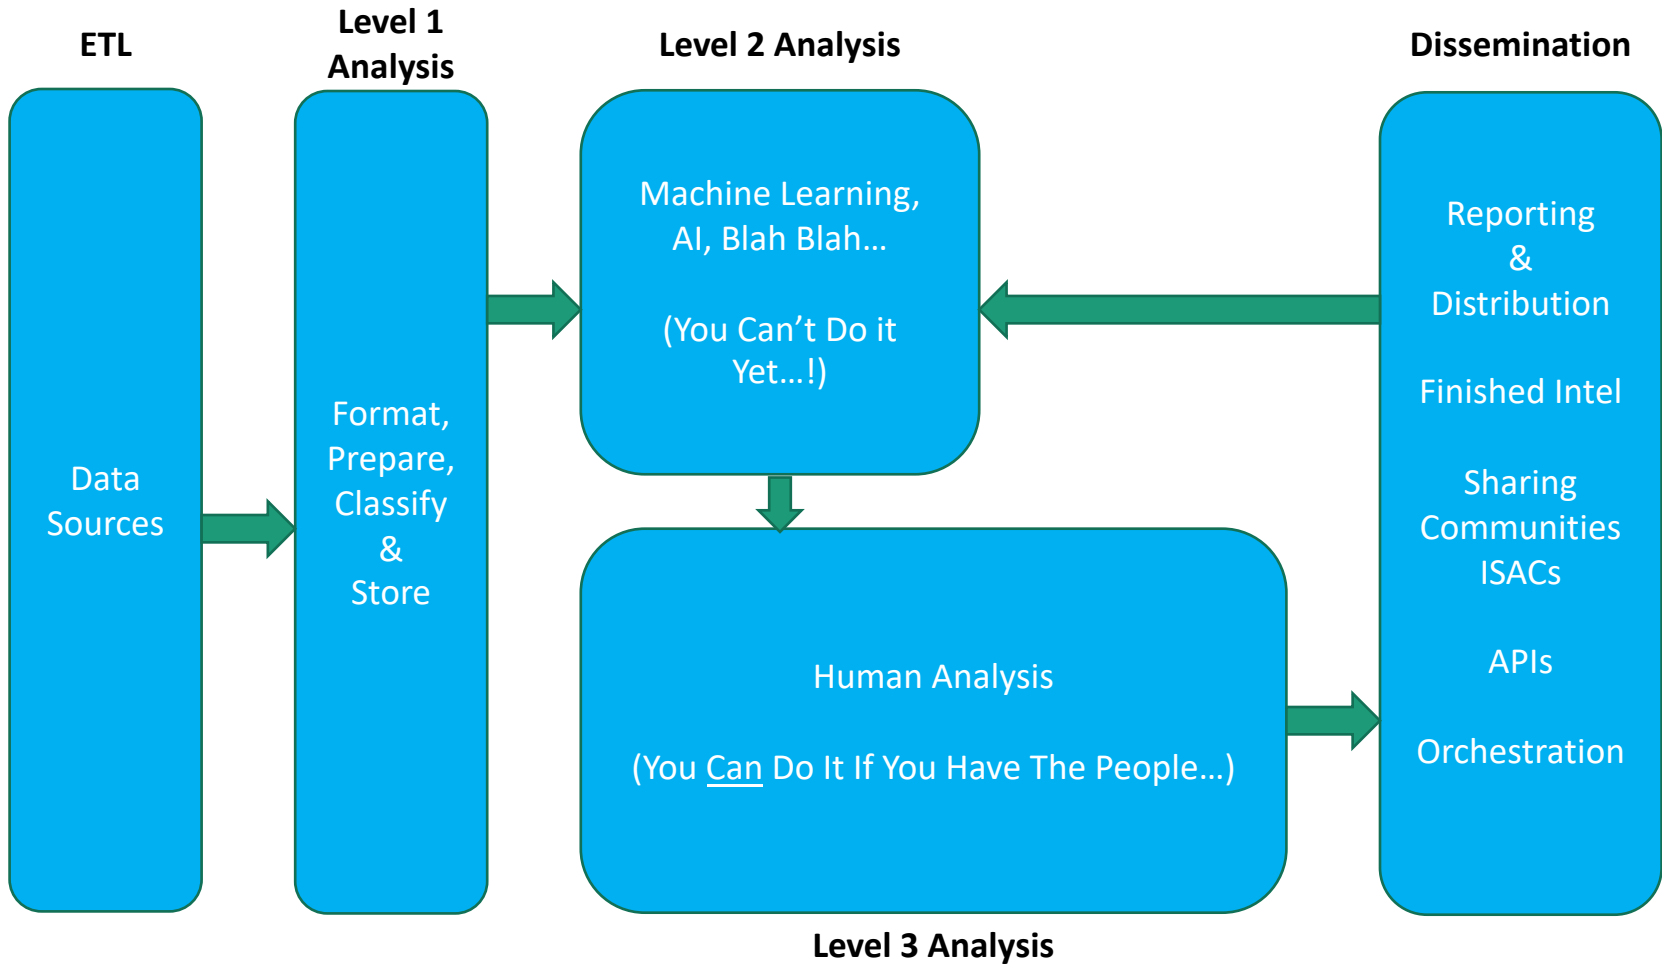 ETL
Data
Sources
Level 1
Analysis
Format,
Prepare,
Classify
&
Store
Level 2 Analysis
Machine Learning,
AI, Blah Blah…
(You Can’t Do it
Yet…!)
Human Analysis
(You Can Do It If You Have The People…)
Level 3 Analysis
Dissemination
Reporting
&
Distribution
Finished Intel
Sharing
Communities
ISACs
APIs
Orchestration